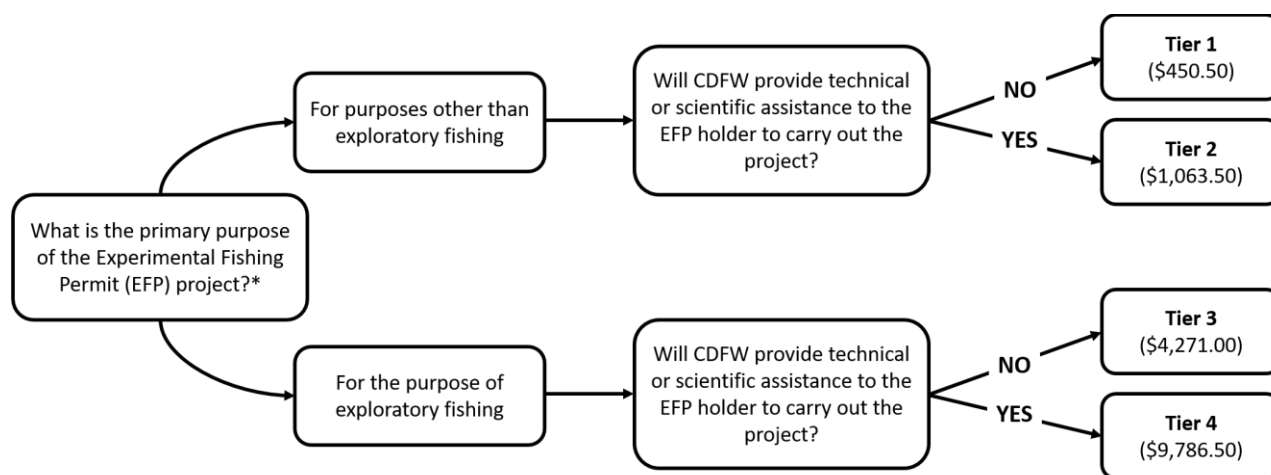 What is the primary purpose
of the Experimental Fishing
Permit (EFP) project?*
For purposes other than
exploratory fishing
Will CDFW provide technical
or scientific assistance to the
EFP holder to carry out the
project?
NO
YES
Tier 1
($450.50)
Tier 2
($1,063.50)
For the purpose of
exploratory fishing
Will CDFW provide technical
or scientific assistance to the
EFP holder to carry out the
project?
NO
YES
Tier 3
($4,271.00)
Tier 4
($9,786.50)